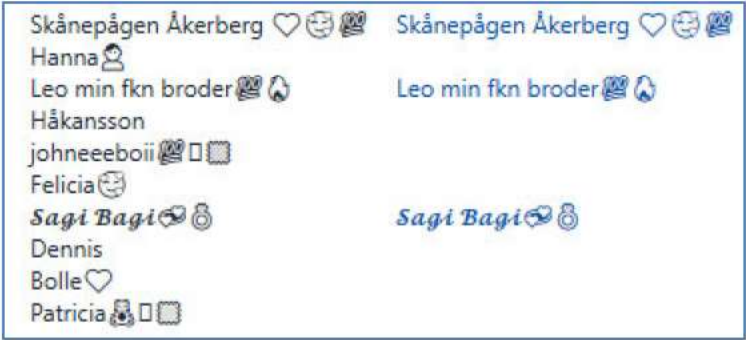 Skånepågen Åkerberg ♡🥰💯 Skånepågen Åkerberg ♡🥰💯
Hanna👩
Leo min fkn broder💯🔥 Leo min fkn broder💯🔥
Håkansson
johneeeboii💯▯▒
Felicia🥰
𝓢𝓪𝓰𝓲 𝓑𝓪𝓰𝓲💘💍 𝓢𝓪𝓰𝓲 𝓑𝓪𝓰𝓲💘💍
Dennis
Bolle♡
Patricia👸▯▒